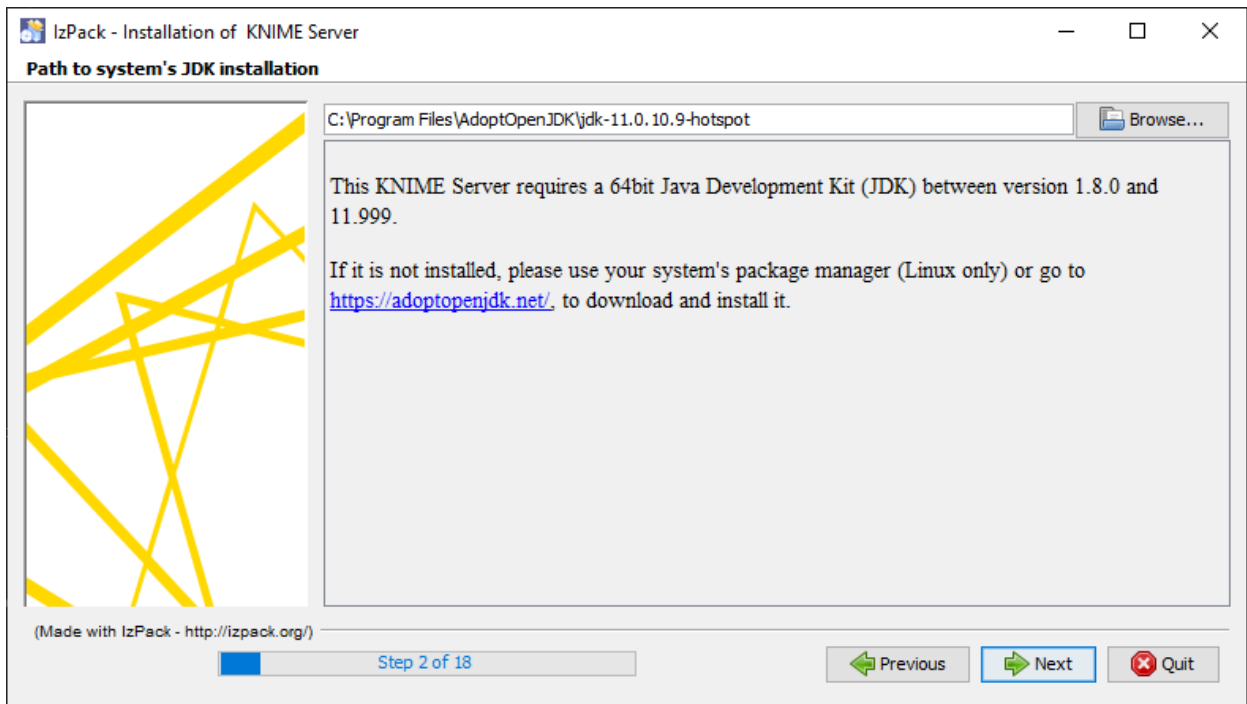 IzPack - Installation of  KNIME Server
Path to system's JDK installation
C:\Program Files\AdoptOpenJDK\jdk-11.0.10.9-hotspot
Browse...
This KNIME Server requires a 64bit Java Development Kit (JDK) between version 1.8.0 and
11.999.
If it is not installed, please use your system's package manager (Linux only) or go to
https://adoptopenjdk.net/, to download and install it.
(Made with IzPack - http://izpack.org/)
Step 2 of 18
Previous
Next
Quit